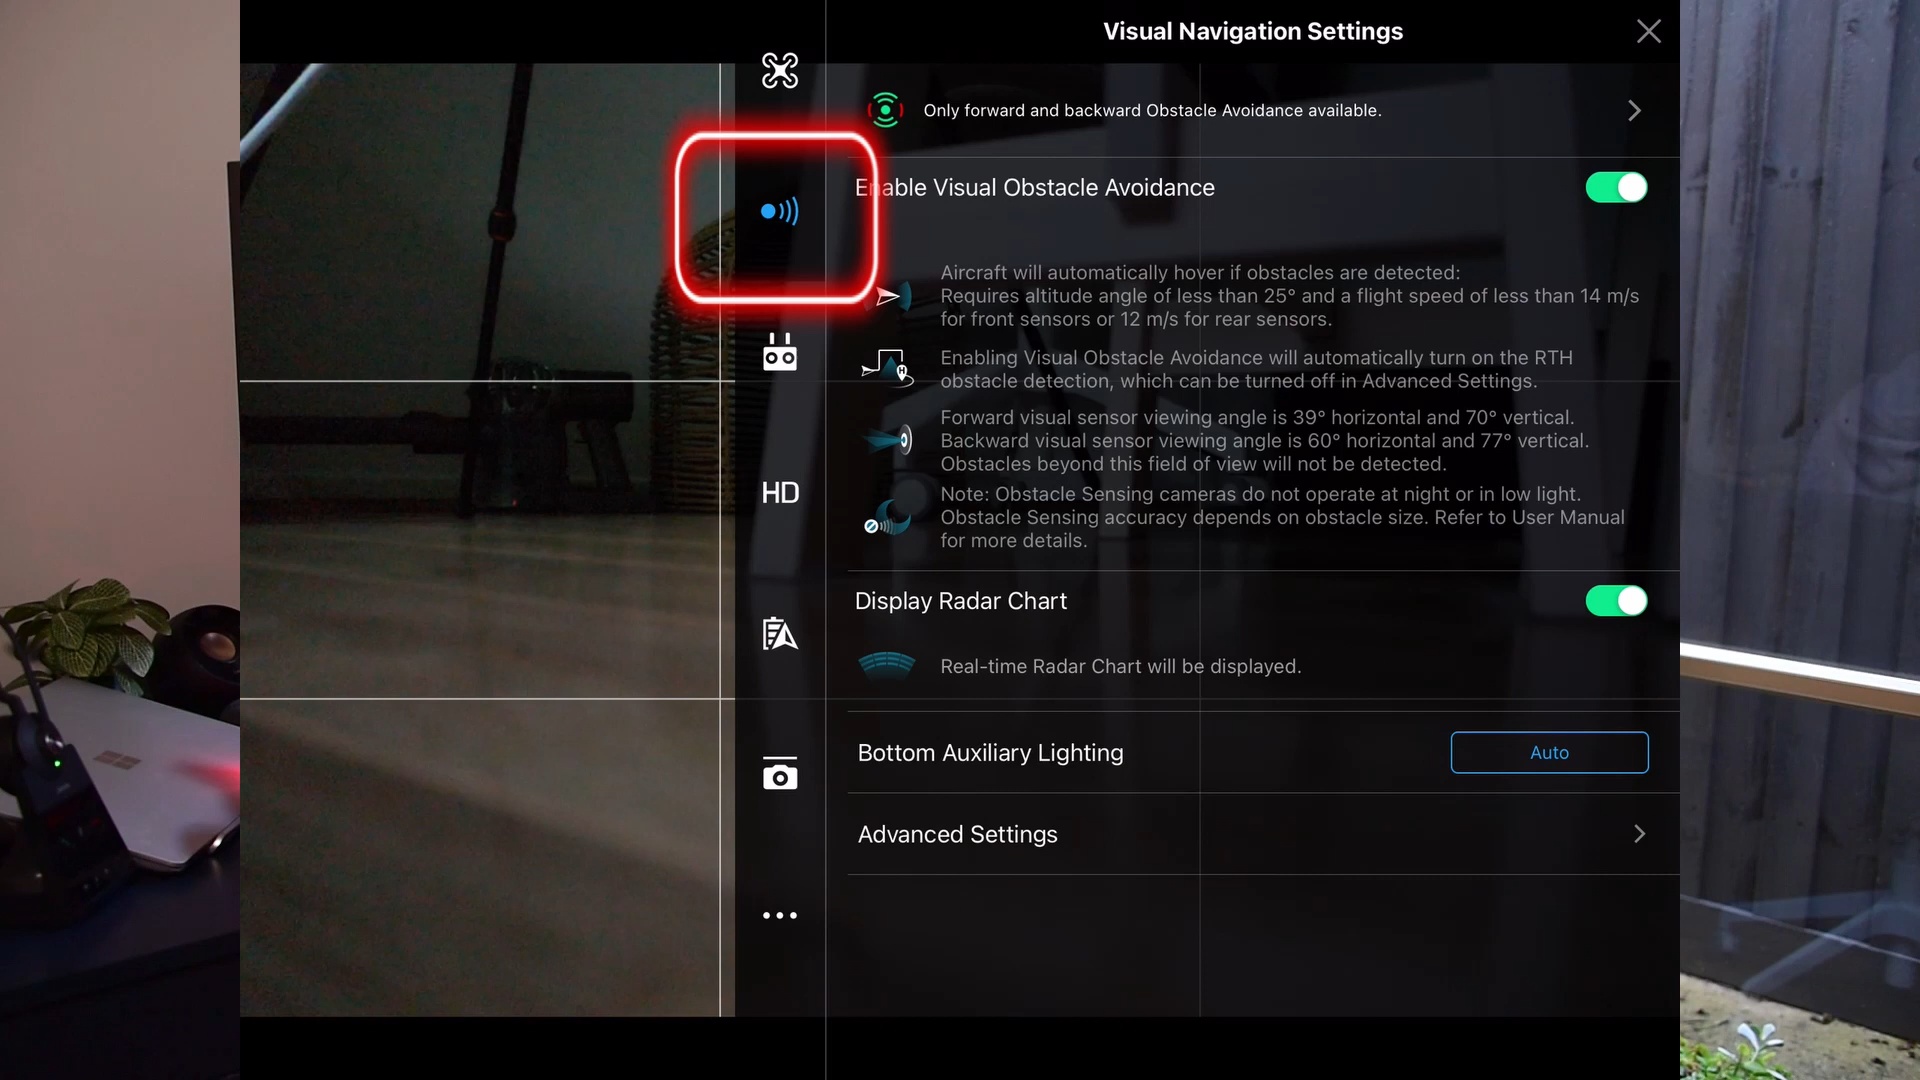 Visual Navigation Settings
Only forward and backward Obstacle Avoidance available.
Enable Visual Obstacle Avoidance
Aircraft will automatically hover if obstacles are detected:
Requires altitude angle of less than 25° and a flight speed of less than 14 m/s
for front sensors or 12 m/s for rear sensors.
Enabling Visual Obstacle Avoidance will automatically turn on the RTH
obstacle detection, which can be turned off in Advanced Settings.
Forward visual sensor viewing angle is 39° horizontal and 70° vertical.
Backward visual sensor viewing angle is 60° horizontal and 77° vertical.
Obstacles beyond this field of view will not be detected.
HD
Note: Obstacle Sensing cameras do not operate at night or in low light.
Obstacle Sensing accuracy depends on obstacle size. Refer to User Manual
for more details.
Display Radar Chart
Real-time Radar Chart will be displayed.
Bottom Auxiliary Lighting
Auto
Advanced Settings